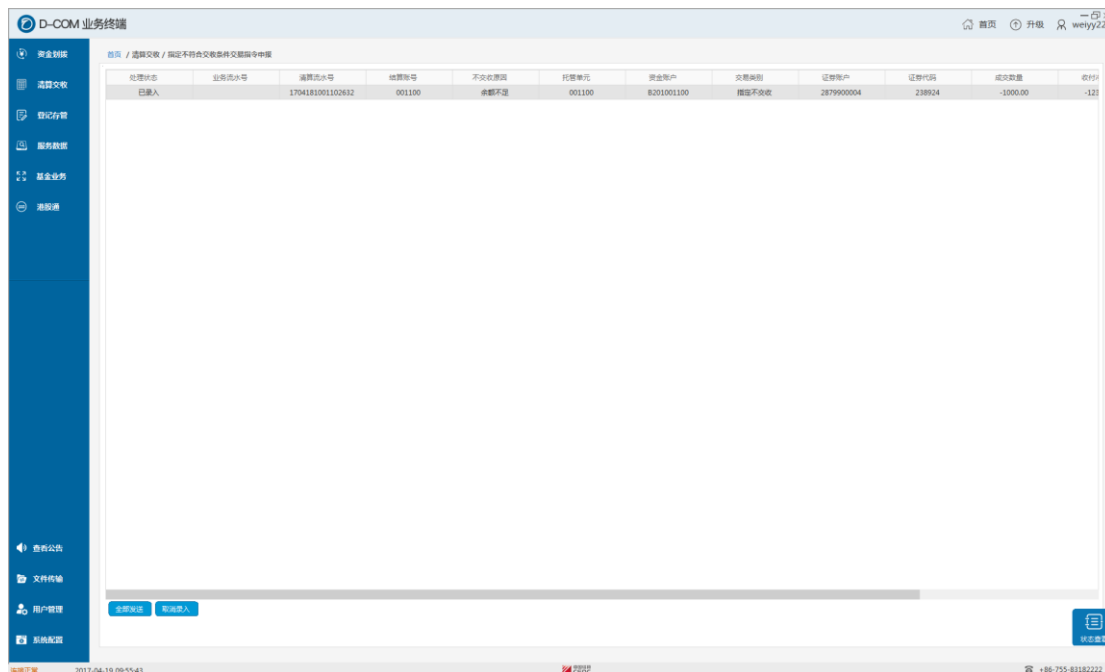 D-COM 业务终端
首页 升级 weiyy22
资金划拨
首页 / 清算交收 / 指定不符合交收条件交易指令申报
处理状态 业务流水号 清算流水号 结算账号 不交收原因 托管单元 资金账户 交易类别 证券账户 证券代码 成交数量 收付
已录入 1704181001102632 001100 余额不足 001100 B201001100 指定不交收 2879900004 238924 -1000.00 -123
清算交收
登记存管
服务数据
基金业务
港股通
查看公告
文件传输
用户管理
系统配置
全部发送 取消录入
状态查看
连接正常 2017-04-19 09:55:43 +86-755-83182222